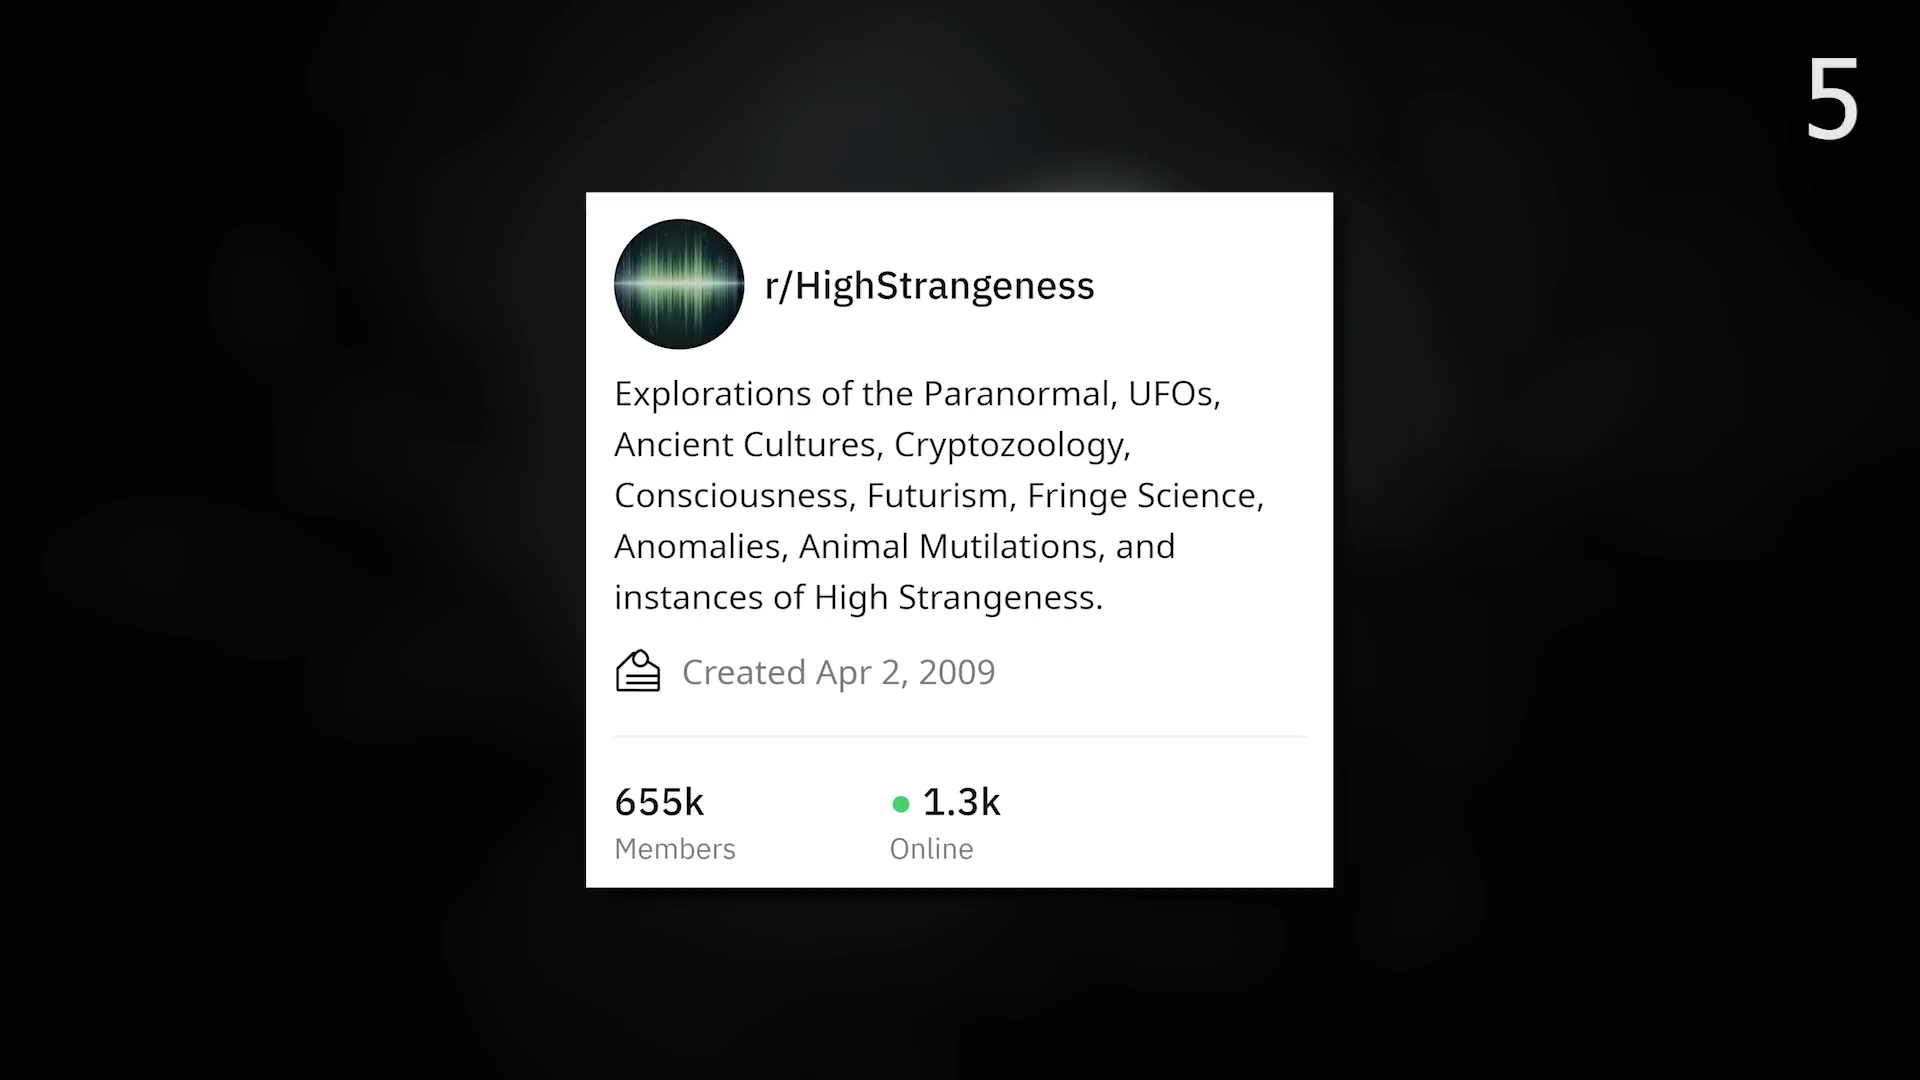 5
r/HighStrangeness
Explorations of the Paranormal, UFOs,
Ancient Cultures, Cryptozoology,
Consciousness, Futurism, Fringe Science,
Anomalies, Animal Mutilations, and
instances of High Strangeness.
Created Apr 2, 2009
655k
Members
1.3k
Online